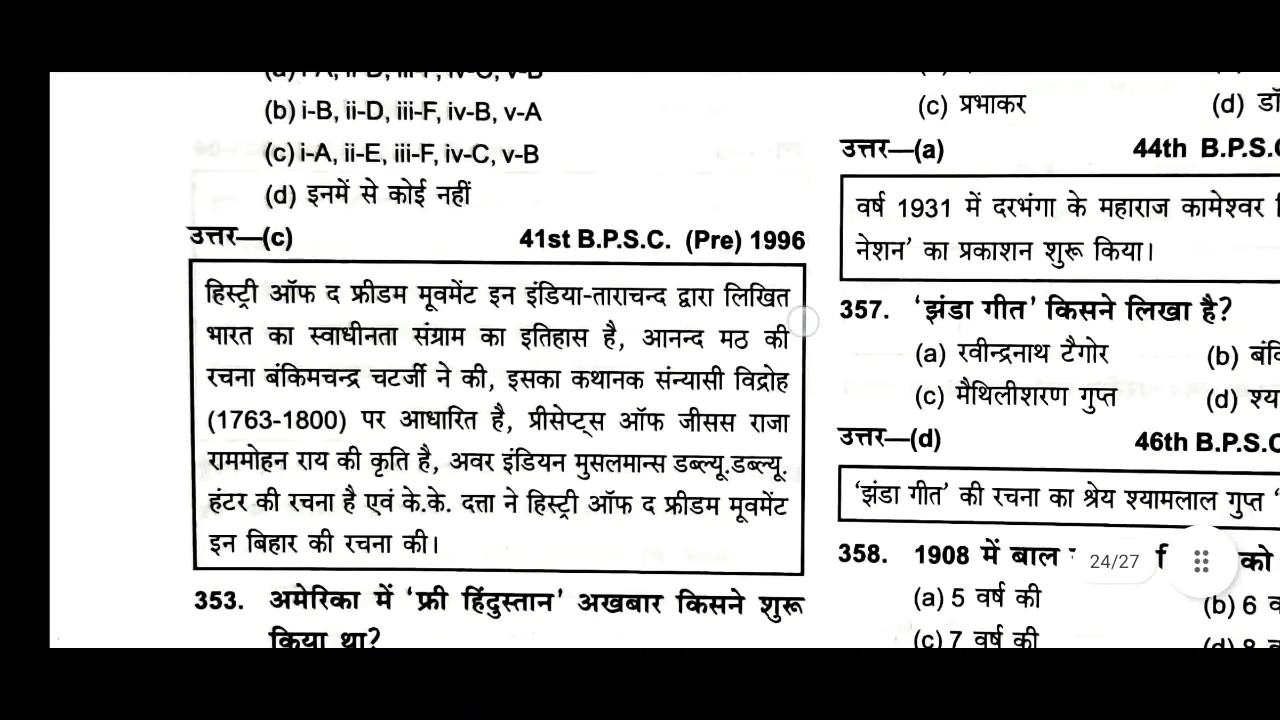 (b) i-B, ii-D, iii-F, iv-B, v-A
(c) i-A, ii-E, iii-F, iv-C, v-B
(d) इनमें से कोई नहीं
उत्तर—(c) 41st B.P.S.C. (Pre) 1996
हिस्ट्री ऑफ द फ्रीडम मूवमेंट इन इंडिया-ताराचन्द द्वारा लिखित
भारत का स्वाधीनता संग्राम का इतिहास है, आनन्द मठ की
रचना बंकिमचन्द्र चटर्जी ने की, इसका कथानक संन्यासी विद्रोह
(1763-1800) पर आधारित है, प्रीसेप्ट्स ऑफ जीसस राजा
राममोहन राय की कृति है, अवर इंडियन मुसलमान्स डब्ल्यू.डब्ल्यू.
हंटर की रचना है एवं के.के. दत्ता ने हिस्ट्री ऑफ द फ्रीडम मूवमेंट
इन बिहार की रचना की।
353. अमेरिका में ‘फ्री हिंदुस्तान’ अखबार किसने शुरू
किया था?
(c) प्रभाकर (d)
उत्तर—(a) 44th B.P.S.
वर्ष 1931 में दरभंगा के महाराज कामेश्वर
नेशन’ का प्रकाशन शुरू किया।
357. ‘झंडा गीत’ किसने लिखा है?
(a) रवीन्द्रनाथ टैगोर (b)
(c) मैथिलीशरण गुप्त (d)
उत्तर—(d) 46th B.P.S.C
‘झंडा गीत’ की रचना का श्रेय श्यामलाल गुप्त ‘
358. 1908 में बाल को
24/27
(a) 5 वर्ष की (b) 6
(c) 7 वर्ष की